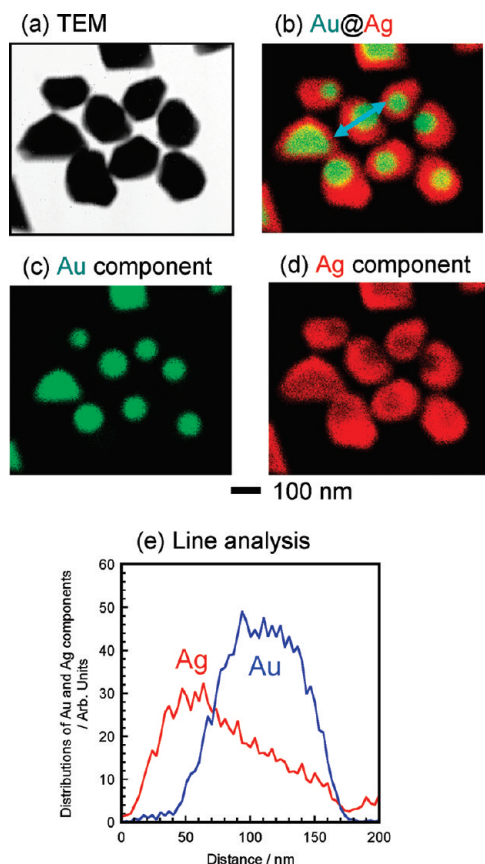 (a) TEM
(b) Au@Ag
(c) Au component
(d) Ag component
100 nm
(e) Line analysis
Distributions of Au and Ag components
/ Arb. Units
60
50
40
30
20
10
0
Ag
Au
0
50
100
150
200
Distance / nm